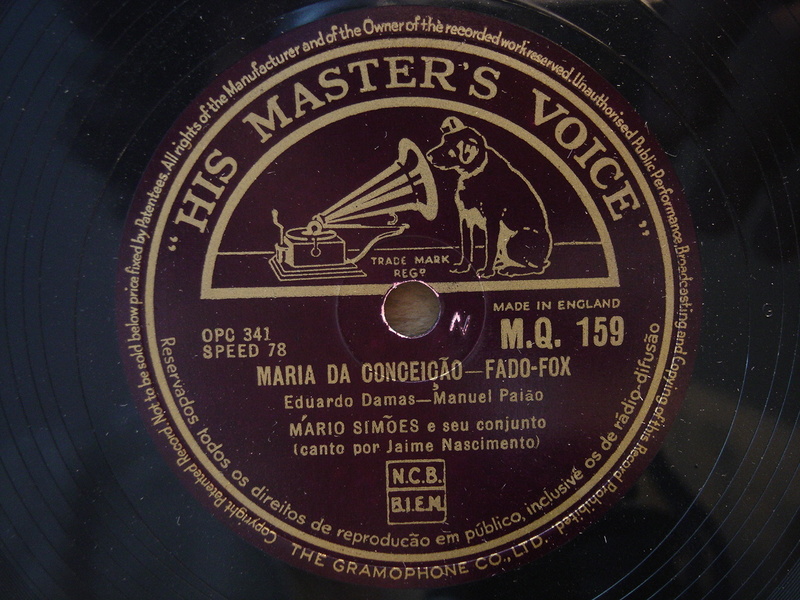 Copyright Patented Record Not to be sold below price fixed by Patentees. All rights of the Manufacturer and of the Owner of the recorded work reserved. Unauthorised Public Performance Broadcasting and Copying of this Record Prohibited
"HIS MASTER'S VOICE"
TRADE MARK
REGD
MADE IN ENGLAND
OPC 341
M.Q. 159
SPEED 78
N
MARIA DA CONCEIÇÃO—FADO-FOX
Eduardo Damas—Manuel Paião
MÁRIO SIMÕES e seu conjunto
(canto por Jaime Nascimento)
N.C.B.
B.I.E.M.
Reservados todos os direitos de reproducão em público, inclusivé os de rádio-difusão
THE GRAMOPHONE CO., LTD.